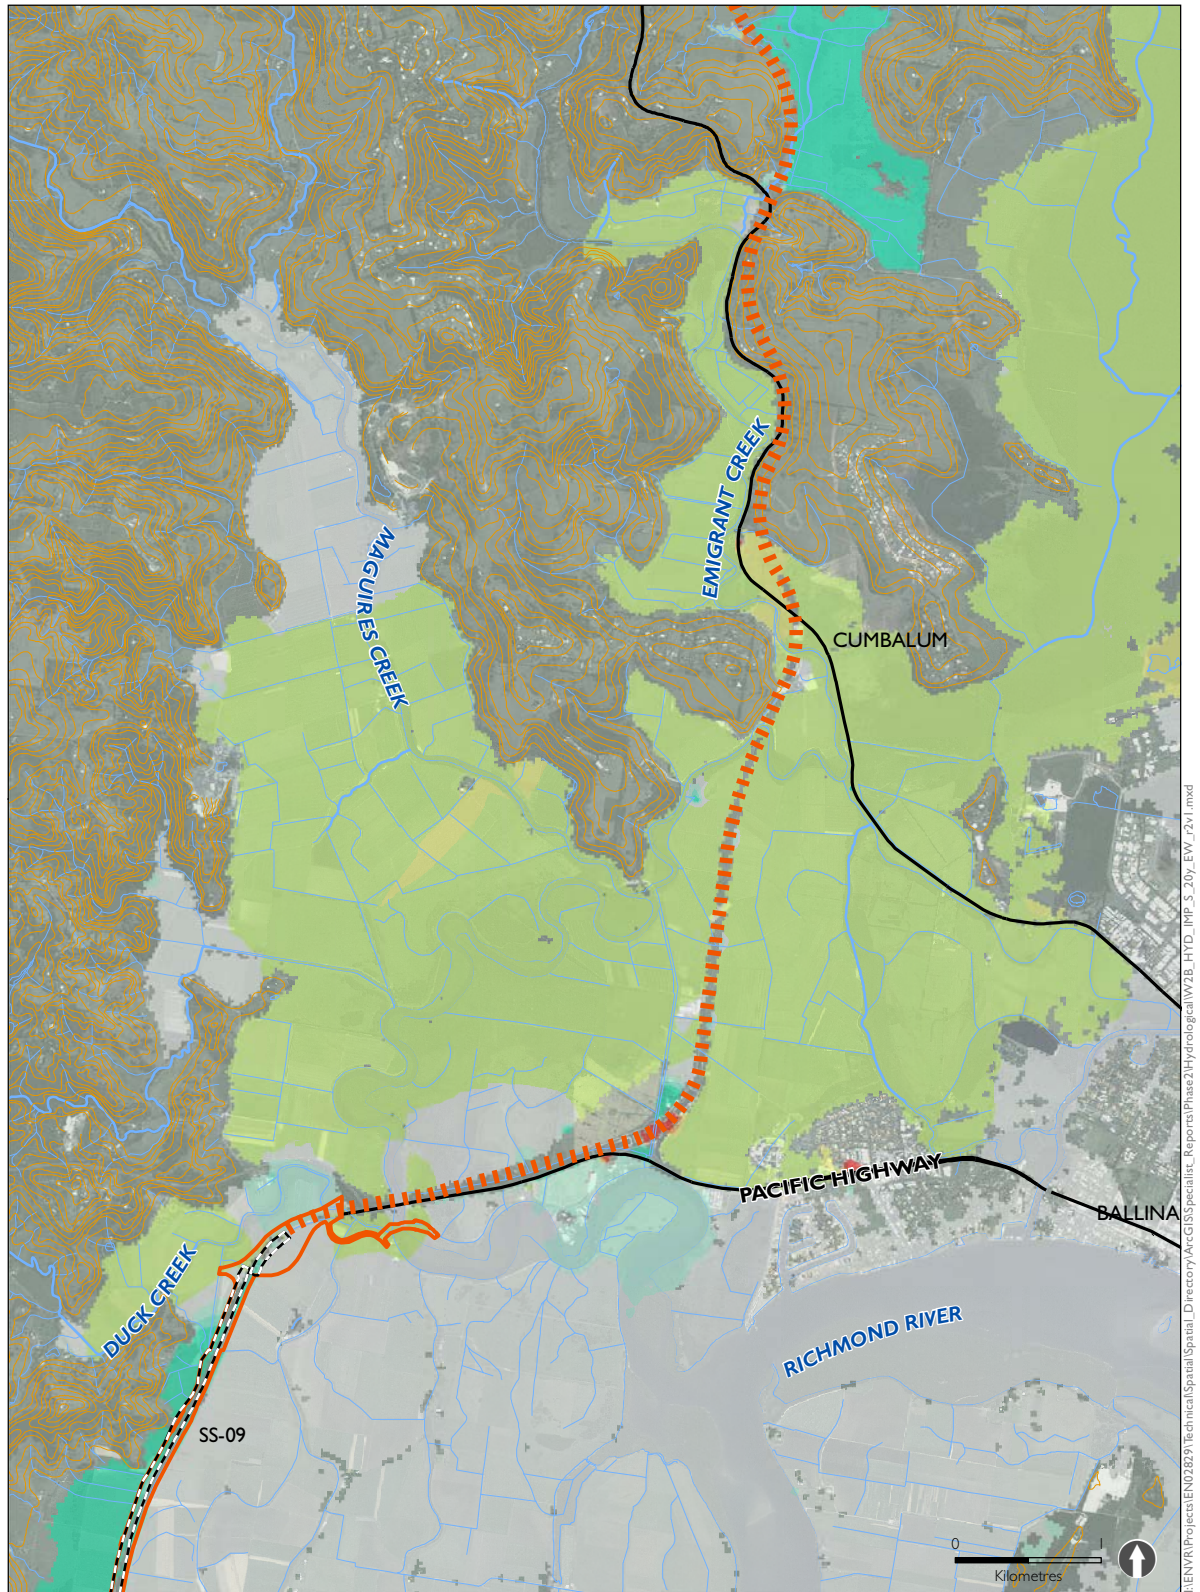 MAGUIRES CREEK
EMIGRANT CREEK
CUMBALUM
PACIFIC HIGHWAY
BALLINA
DUCK CREEK
RICHMOND RIVER
SS-09
0 1
Kilometres
\ENVR\Projects\EN02829\Technical\Spatial\Spatial_Directory\ArcGIS\Specialist_Reports\Phase2\Hydrological\W2B_HYD_IMP_S_20y_EW_r2v1.mxd